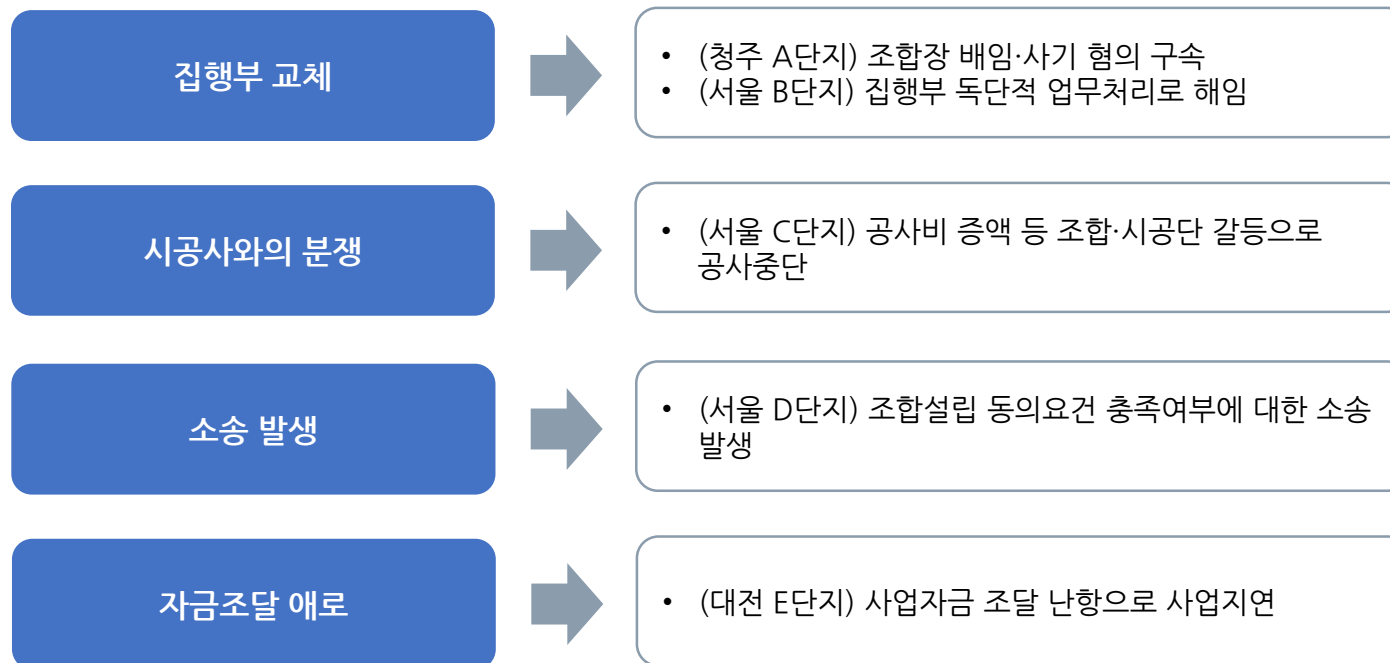 집행부 교체
• (청주 A단지) 조합장 배임·사기 혐의 구속
• (서울 B단지) 집행부 독단적 업무처리로 해임
시공사와의 분쟁
• (서울 C단지) 공사비 증액 등 조합·시공단 갈등으로
공사중단
소송 발생
• (서울 D단지) 조합설립 동의요건 충족여부에 대한 소송
발생
자금조달 애로
• (대전 E단지) 사업자금 조달 난항으로 사업지연